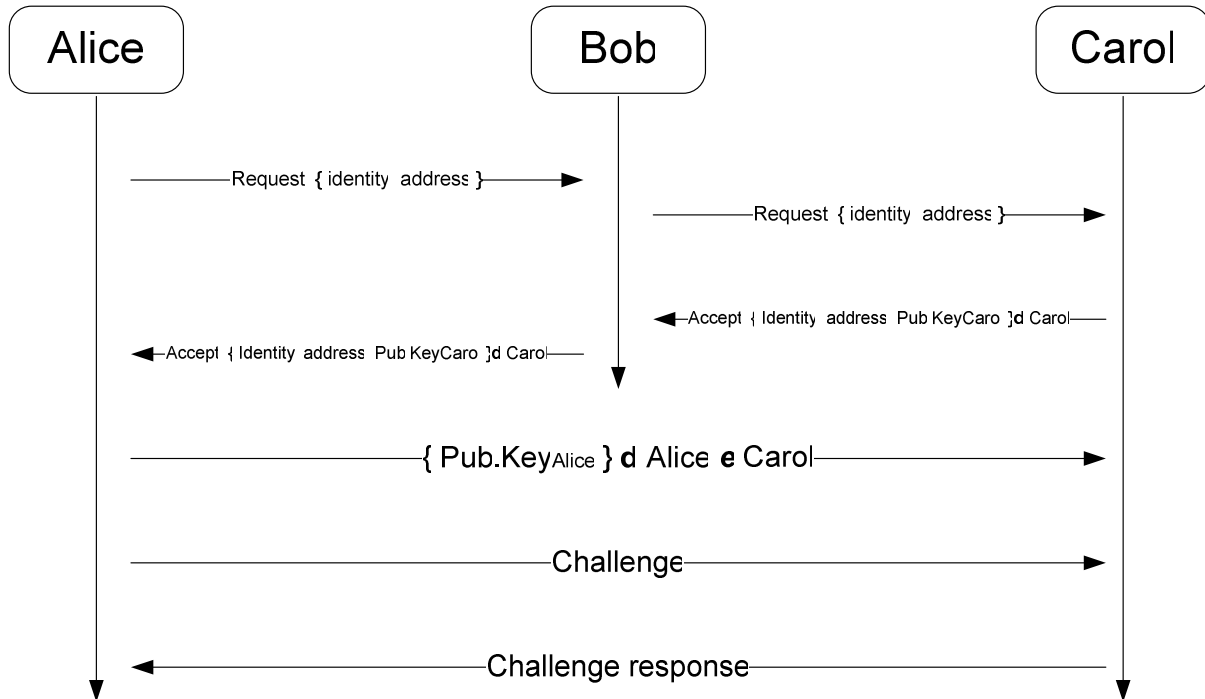 Alice
Bob
Carol
Request { identity address }
Request { identity address }
Accept { Identity address Pub KeyCaro }d Carol
Accept { Identity address Pub KeyCaro }d Carol
{ Pub.KeyAlice } d Alice e Carol
Challenge
Challenge response